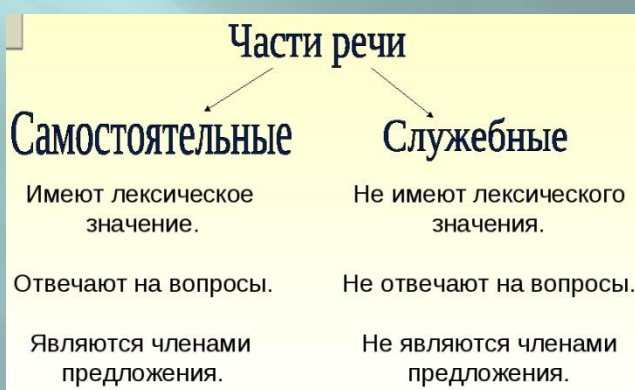 Части речи
Самостоятельные
Служебные
Имеют лексическое
значение.
Не имеют лексического
значения.
Отвечают на вопросы.
Не отвечают на вопросы.
Являются членами
предложения.
Не являются членами
предложения.